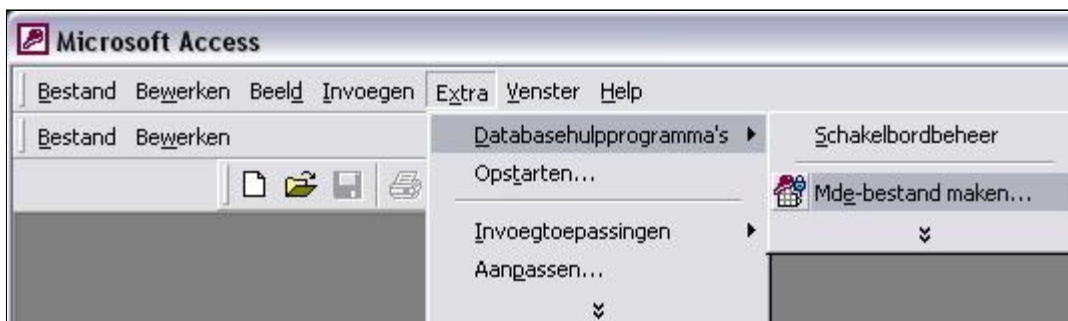 Microsoft Access
Bestand Bewerken Beeld Invoegen Extra Venster Help
Bestand Bewerken
Databasehulpprogramma's
Opstarten...
Invoegtoepassingen
Aanpassen...
Schakelbordbeheer
Mde-bestand maken...